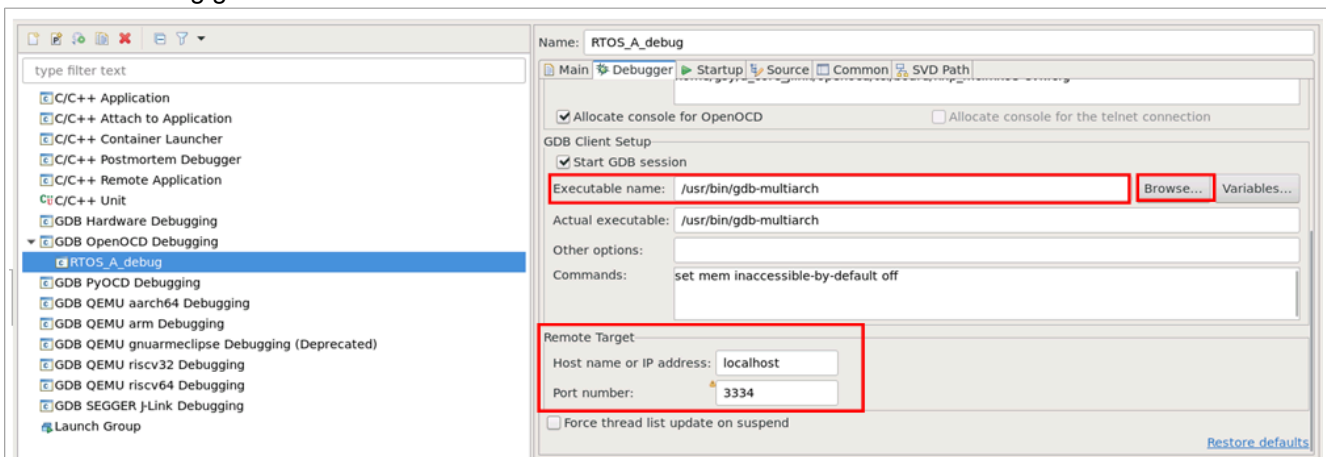 Name: RTOS_A_debug
type filter text
C/C++ Application
C/C++ Attach to Application
C/C++ Container Launcher
C/C++ Postmortem Debugger
C/C++ Remote Application
C/C++ Unit
GDB Hardware Debugging
GDB OpenOCD Debugging
RTOS_A_debug
GDB PyOCD Debugging
GDB QEMU aarch64 Debugging
GDB QEMU arm Debugging
GDB QEMU gnuarmeclipse Debugging (Deprecated)
GDB QEMU riscv32 Debugging
GDB QEMU riscv64 Debugging
GDB SEGGER J-Link Debugging
Launch Group
Main Debugger Startup Source Common SVD Path
Allocate console for OpenOCD Allocate console for the telnet connection
GDB Client Setup
Start GDB session
Executable name: /usr/bin/gdb-multiarch Browse... Variables...
Actual executable: /usr/bin/gdb-multiarch
Other options:
Commands: set mem inaccessible-by-default off
Remote Target
Host name or IP address: localhost
Port number: 3334
Force thread list update on suspend
Restore defaults